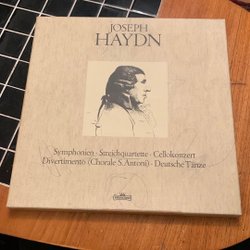 JOSEPH
HAYDN
Symphonien · Streichquartette · Cellokonzert
Divertimento (Chorale S. Antoni) · Deutsche Tänze